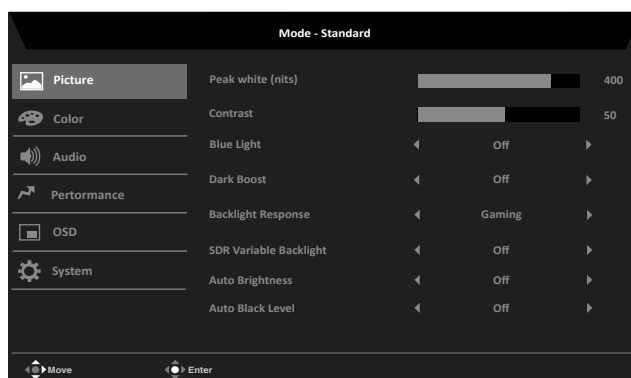 Mode - Standard
Picture
Color
Audio
Pertormance
OSD
System
Peak white (nits) 400
Contrast 50
Blue Light Off
Dark Boost Off
Backlight Response Gaming
SDR Variable Backlight Off
Auto Brightness Off
Auto Black Level Off
Move Enter